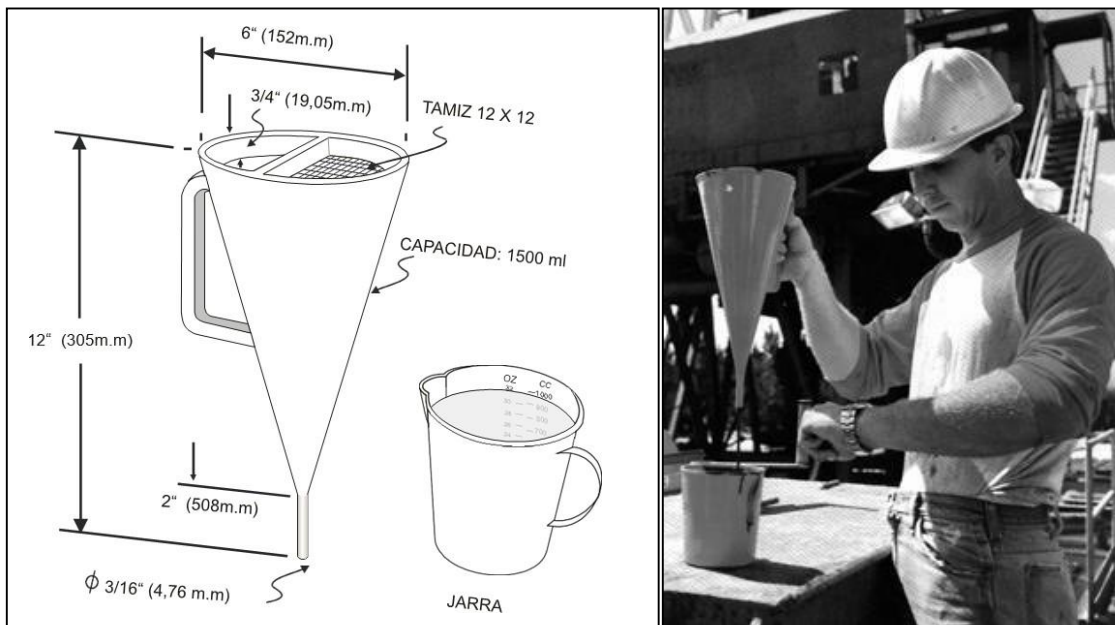 6“ (152m.m)
3/4“ (19,05m.m)
TAMIZ 12 X 12
CAPACIDAD: 1500 ml
12“ (305m.m)
2“ (508m.m)
ϕ 3/16“ (4,76 m.m)
OZ CC
32 1000
JARRA